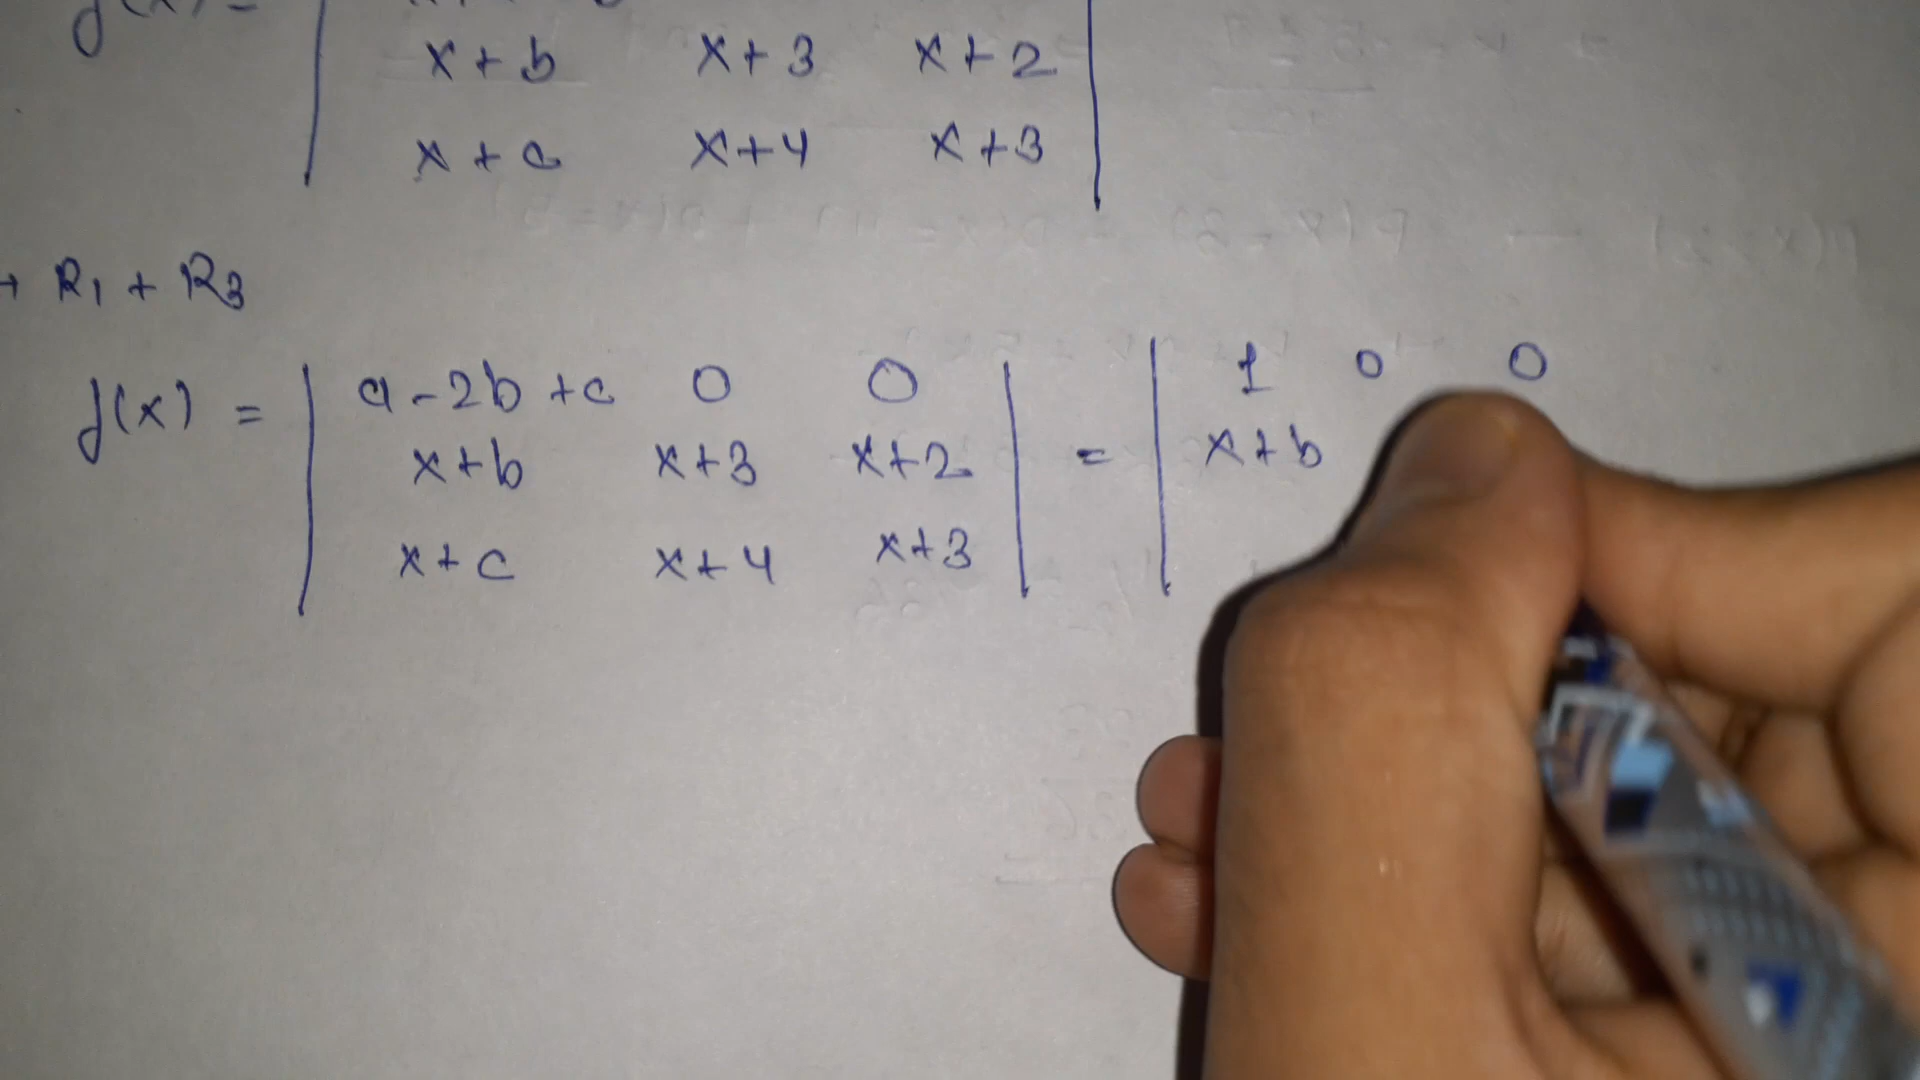 f(x) =
x + b x + 3 x + 2
x + c x + 4 x + 3
+ R1 + R3
f(x) = | a - 2b + c 0 0 | = | 1 0 0
x + b x + 3 x + 2 x + b
x + c x + 4 x + 3